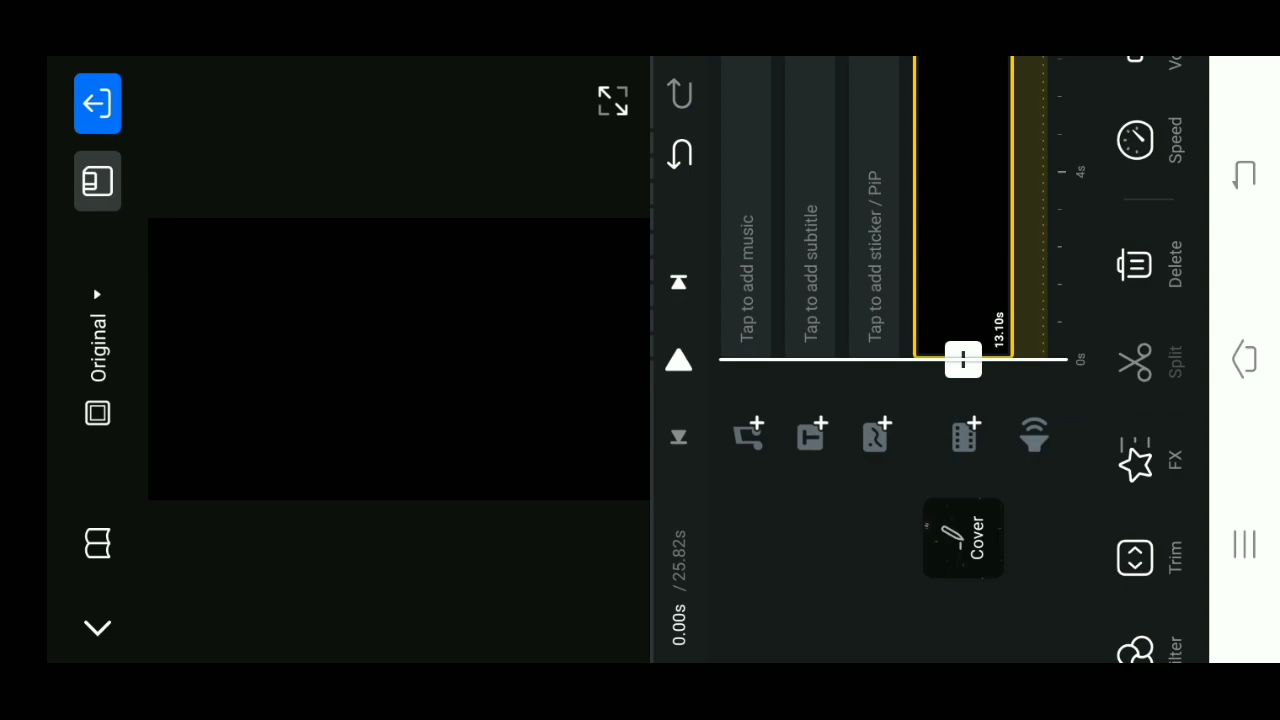 Original
0.00s / 25.82s
Tap to add music
Tap to add subtitle
Tap to add sticker / PiP
Cover
13.10s
0s
4s
Trim
FX
Split
Delete
Speed